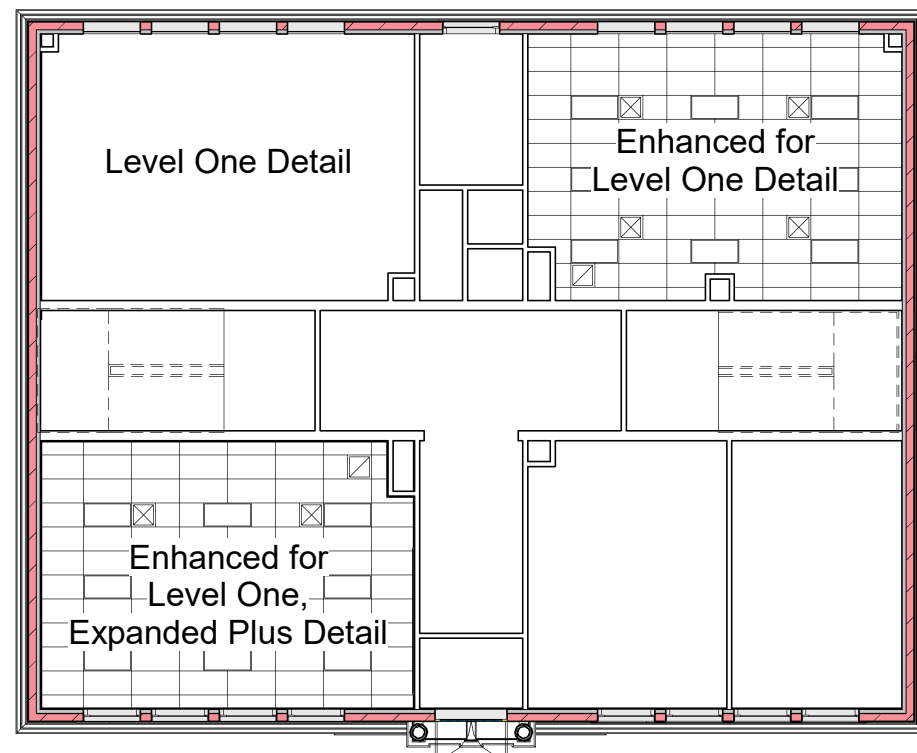 Level One Detail
Enhanced for
Level One Detail
Enhanced for
Level One,
Expanded Plus Detail